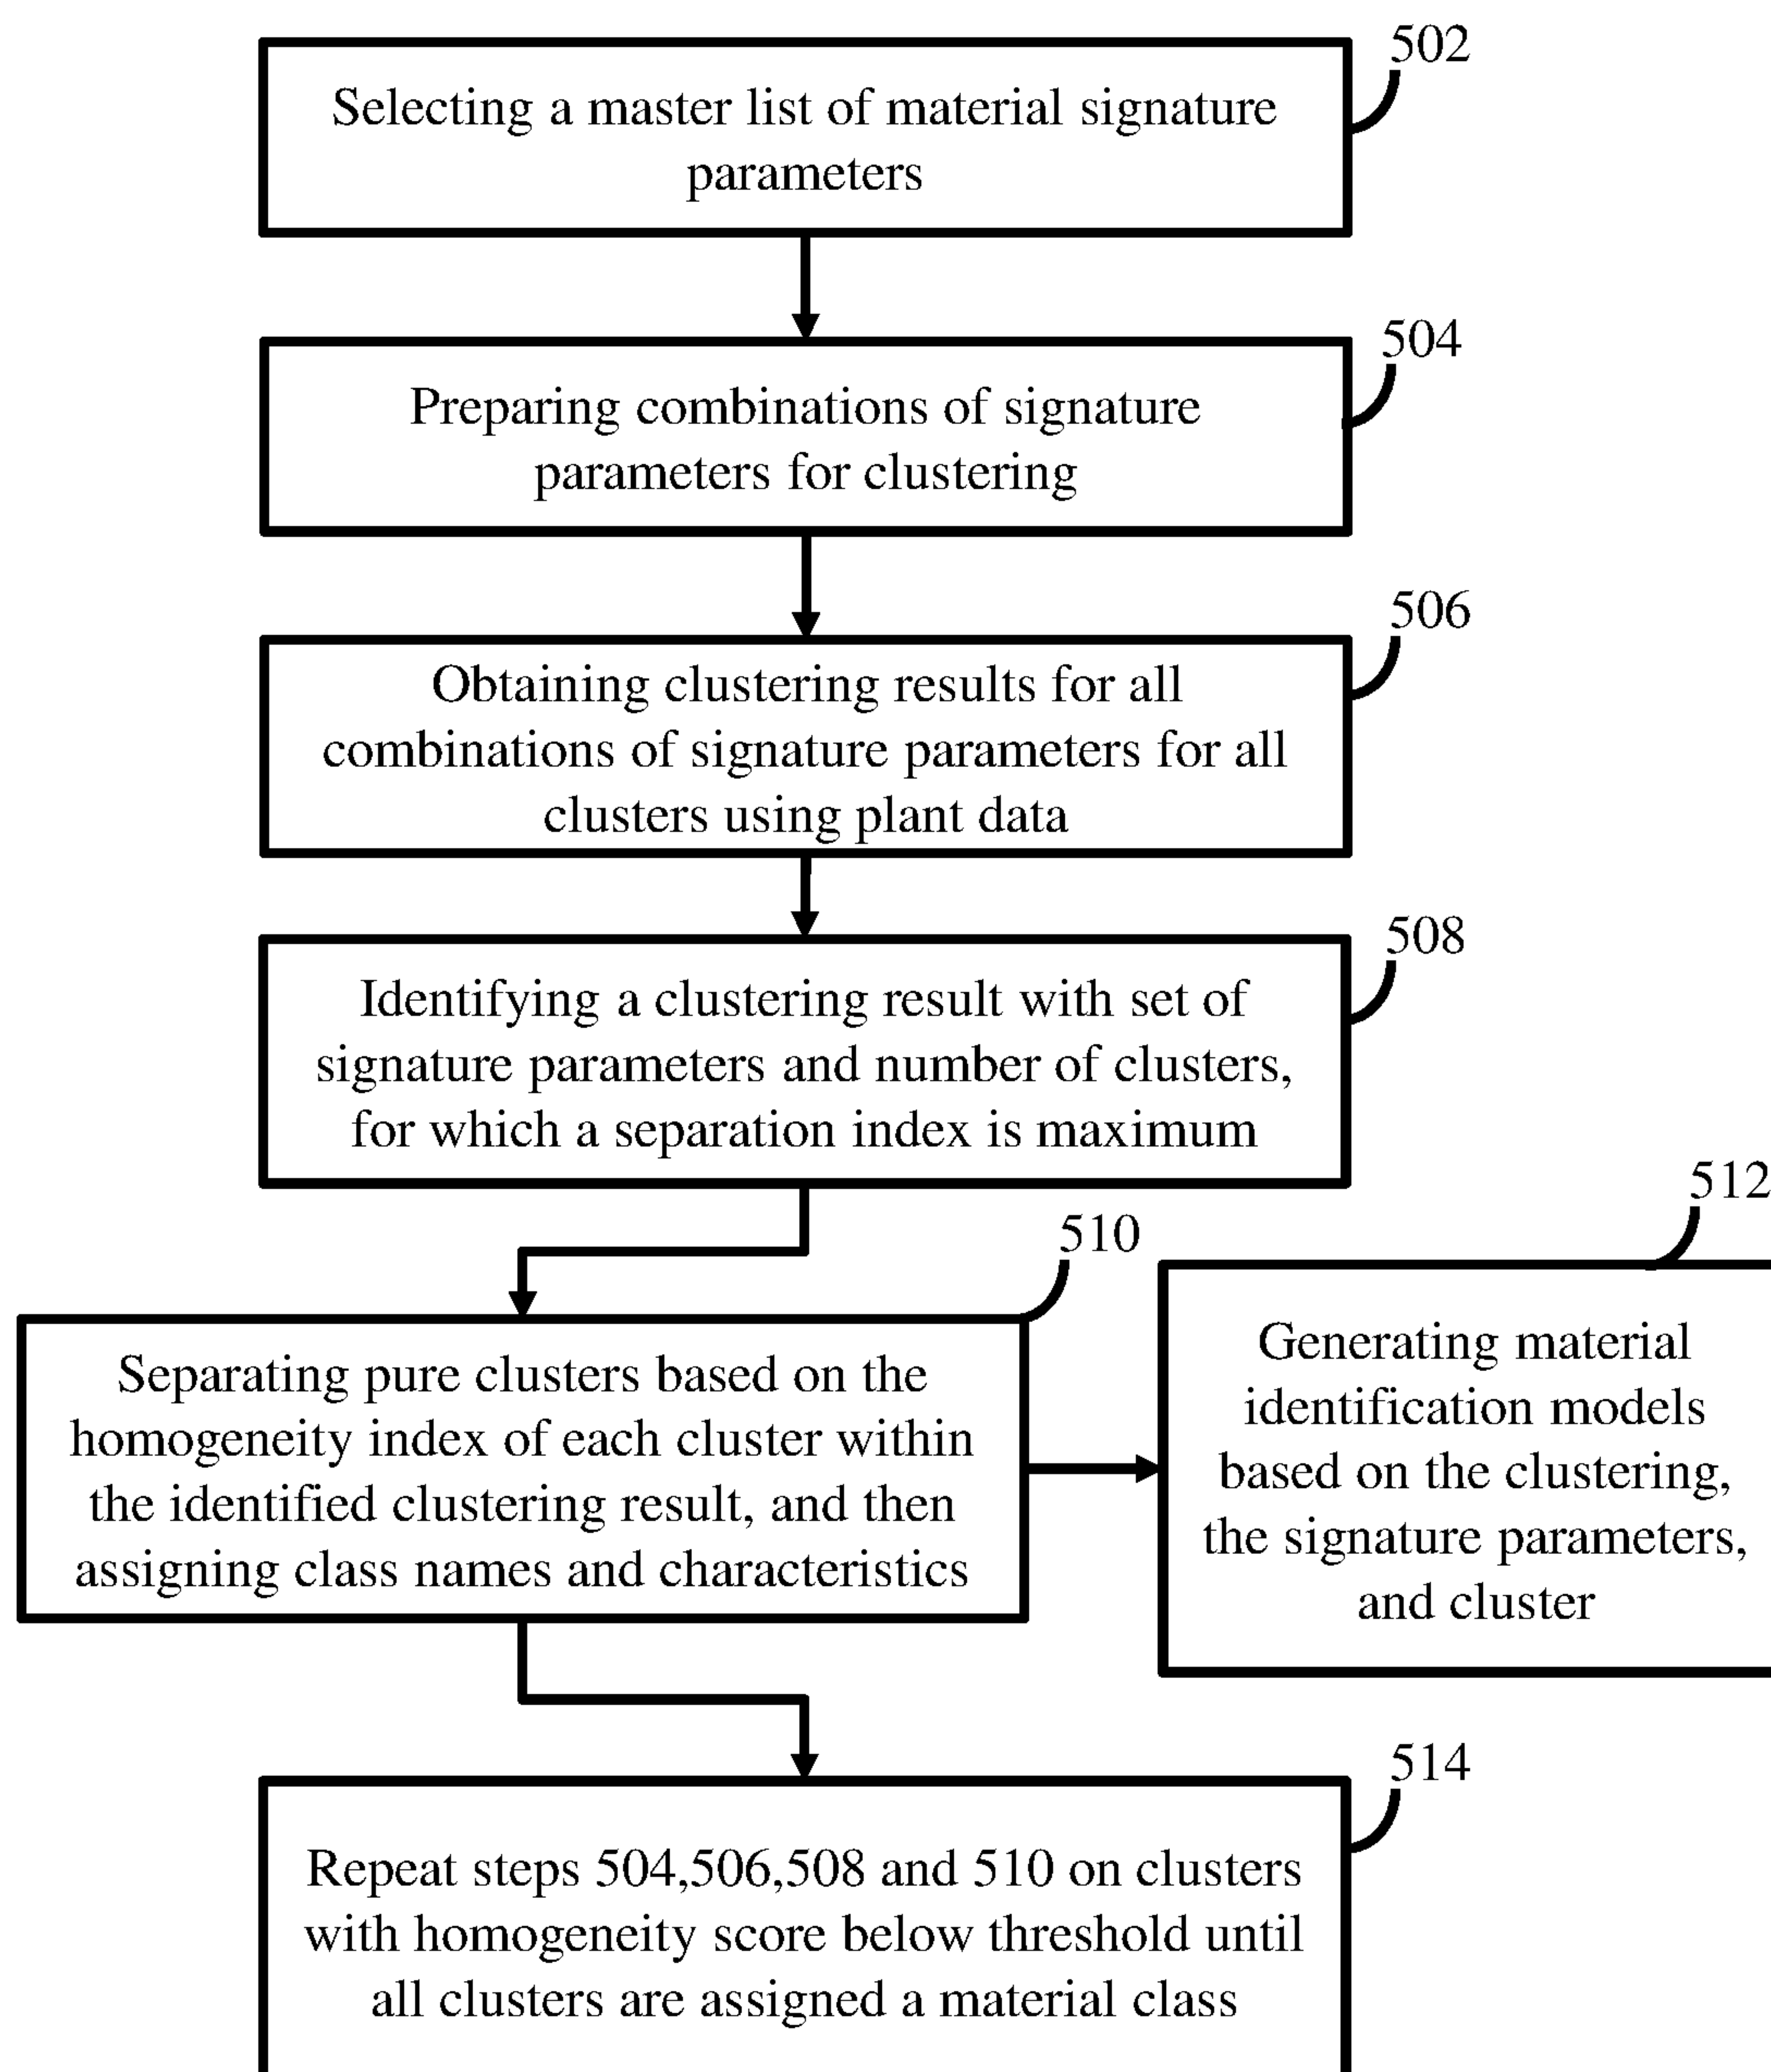 502
Selecting a master list of material signature
parameters
504
Preparing combinations of signature
parameters for clustering
506
Obtaining clustering results for all
combinations of signature parameters for all
clusters using plant data
508
Identifying a clustering result with set of
signature parameters and number of clusters,
for which a separation index is maximum
510
Separating pure clusters based on the
homogeneity index of each cluster within
the identified clustering result, and then
assigning class names and characteristics
512
Generating material
identification models
based on the clustering,
the signature parameters,
and cluster
514
Repeat steps 504,506,508 and 510 on clusters
with homogeneity score below threshold until
all clusters are assigned a material class